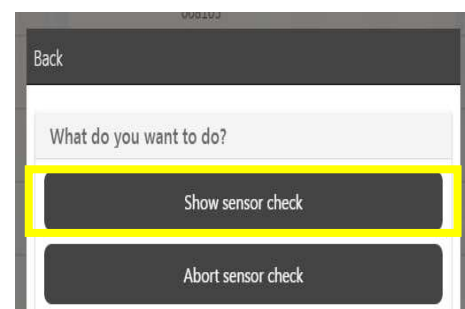 Back
What do you want to do?
Show sensor check
Abort sensor check